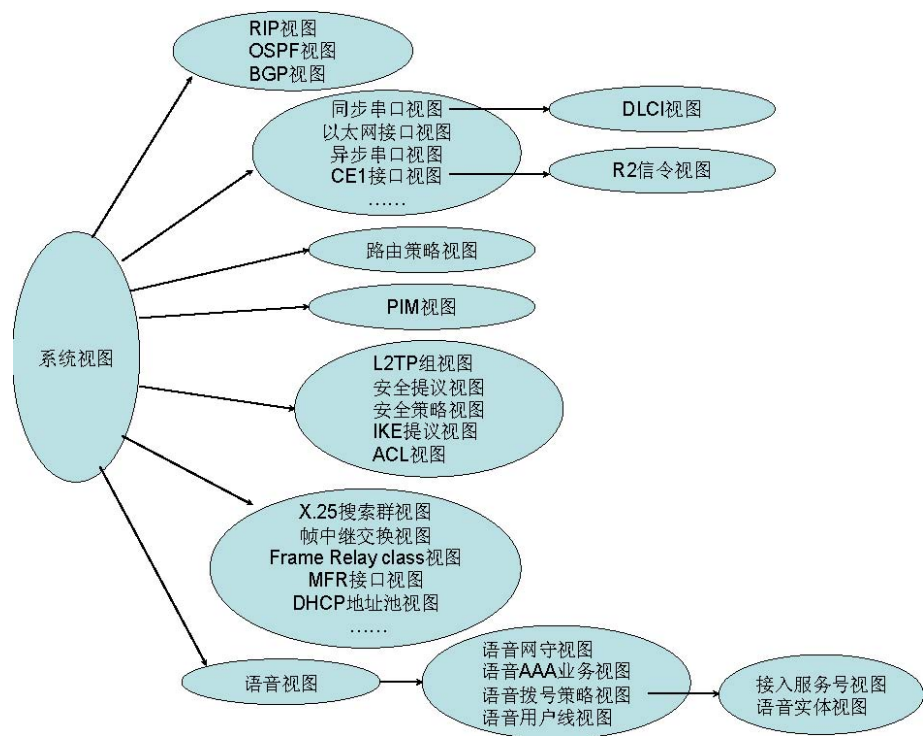 RIP视图
OSPF视图
BGP视图
同步串口视图
以太网接口视图
异步串口视图
CE1接口视图
……
DLCI视图
R2信令视图
路由策略视图
PIM视图
系统视图
L2TP组视图
安全提议视图
安全策略视图
IKE提议视图
ACL视图
X.25搜索群视图
帧中继交换视图
Frame Relay class视图
MFR接口视图
DHCP地址池视图
……
语音视图
语音网守视图
语音AAA业务视图
语音拨号策略视图
语音用户线视图
接入服务号视图
语音实体视图